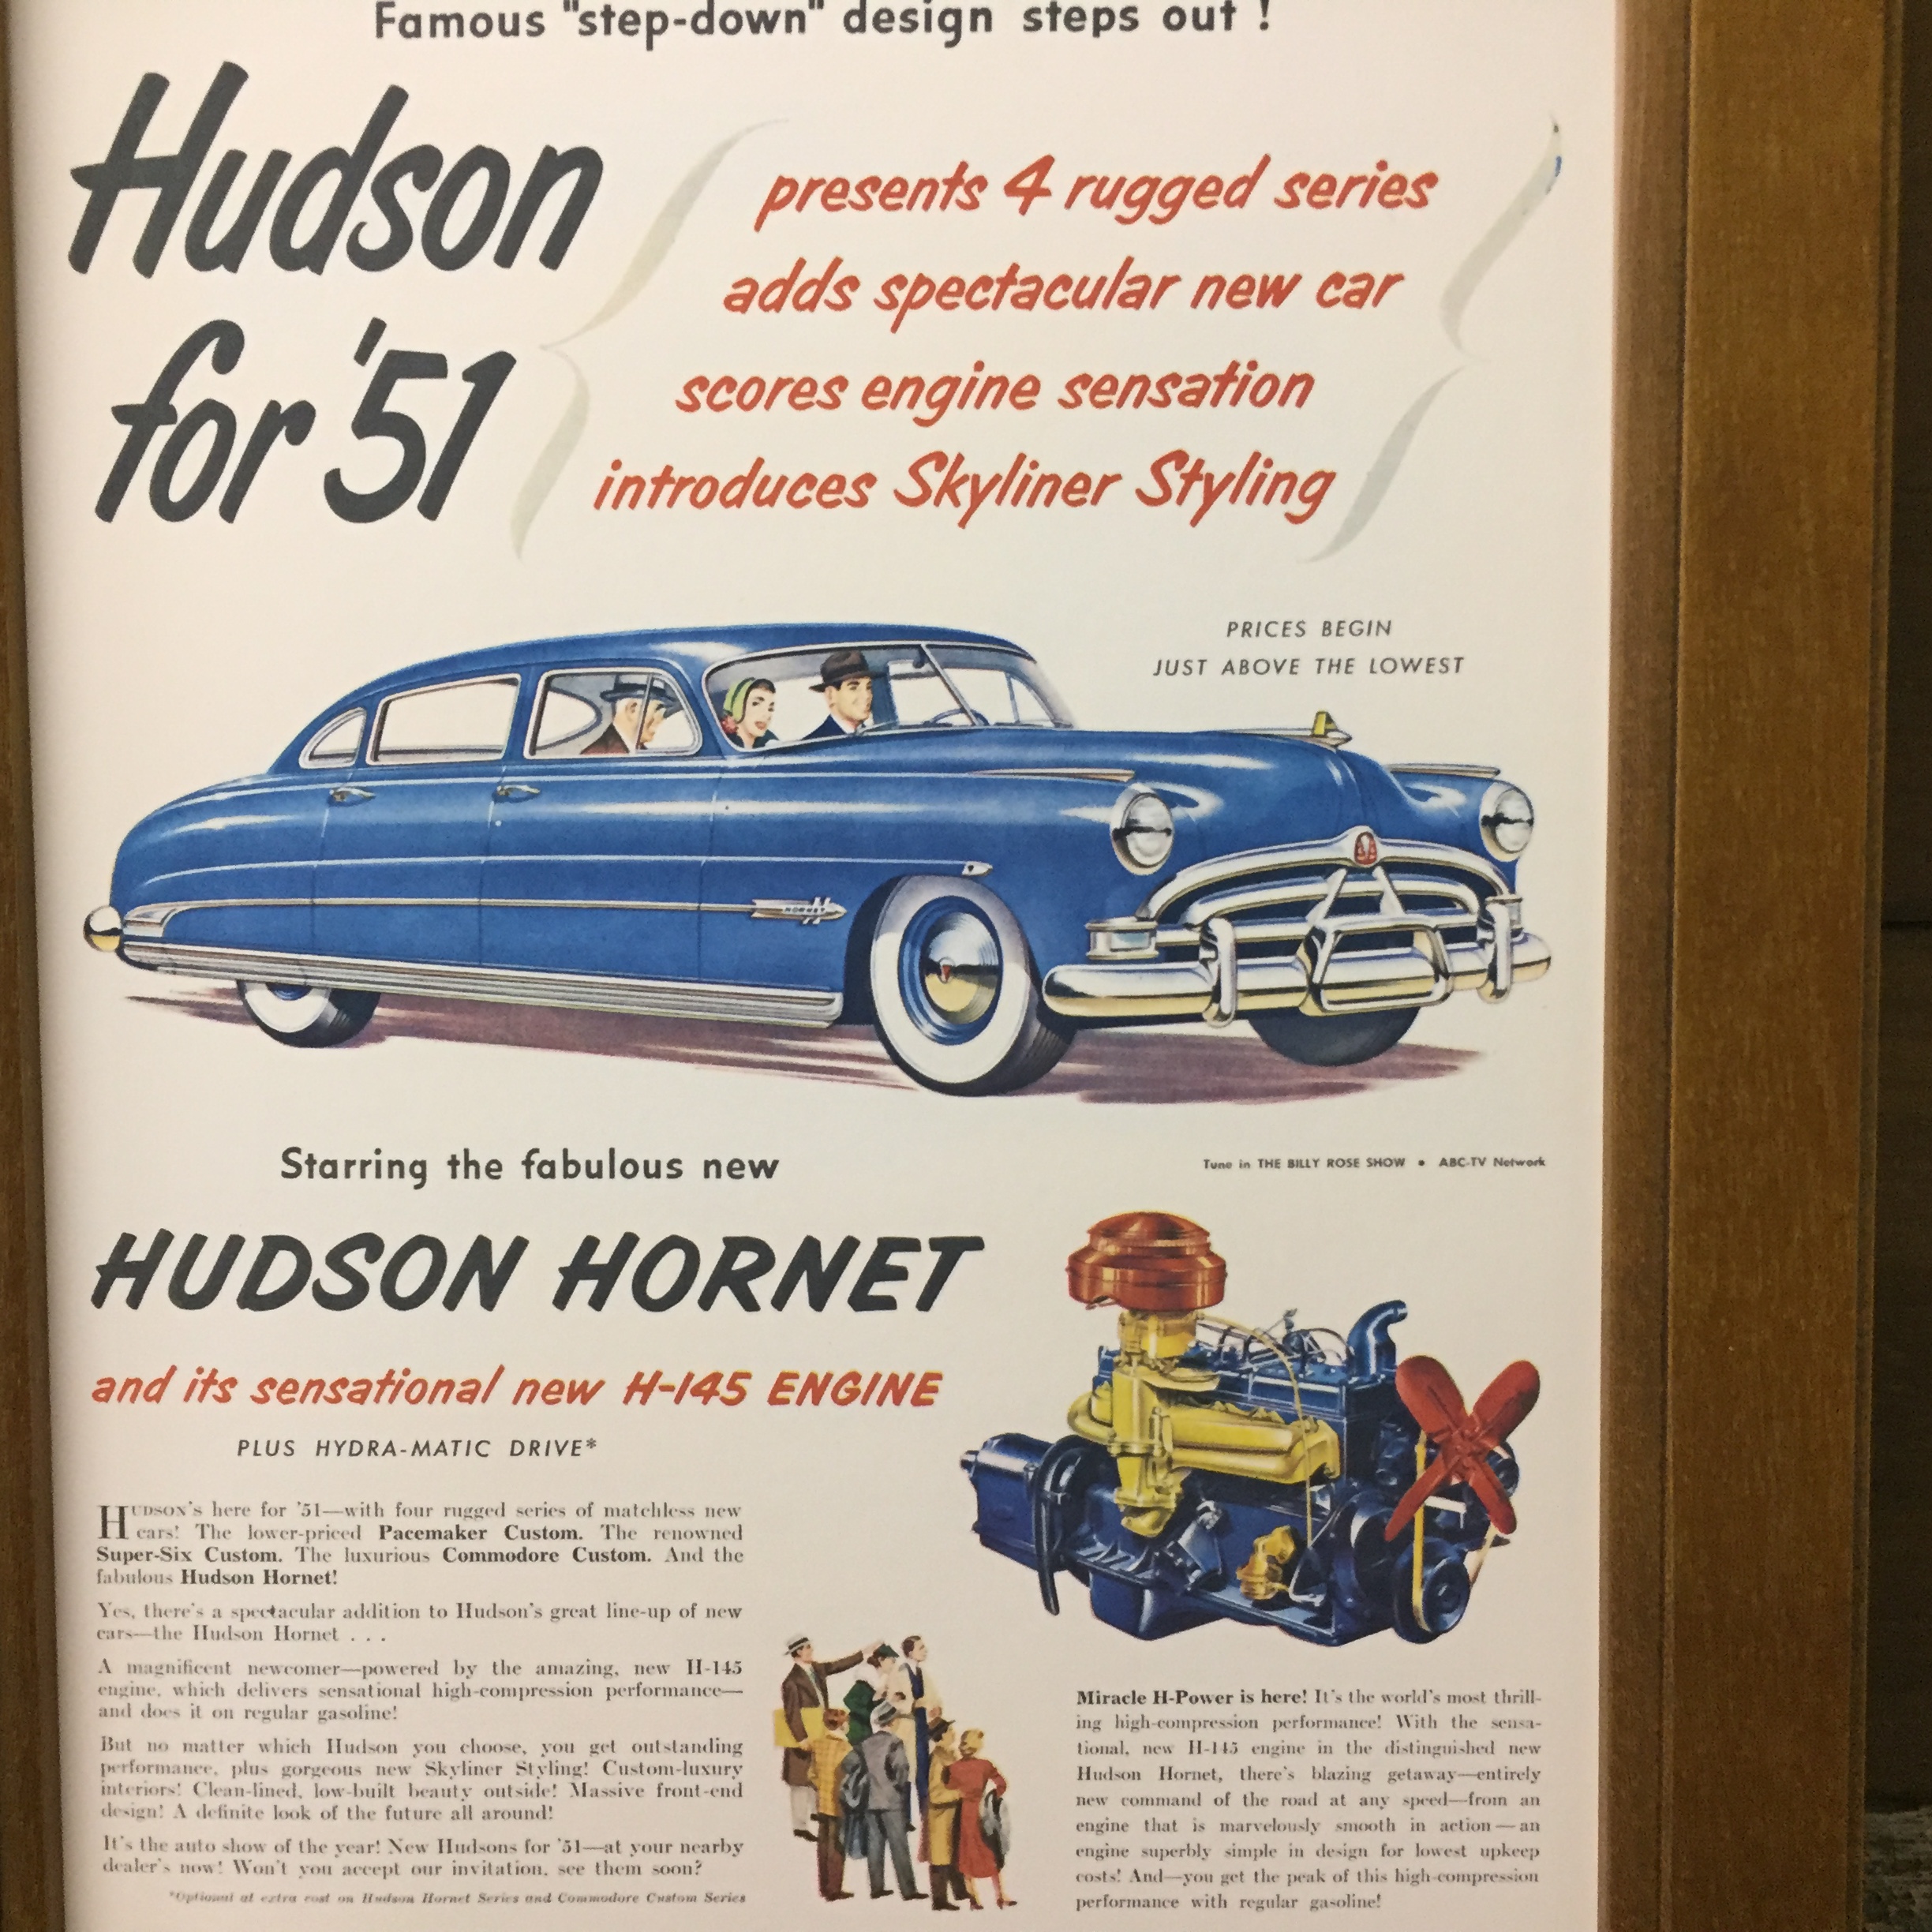 Famous "step-down" design steps out !
Hudson
for '51
presents 4 rugged series
adds spectacular new car
scores engine sensation
introduces Skyliner Styling
PRICES BEGIN
JUST ABOVE THE LOWEST
HORNET
Starring the fabulous new
Tune in THE BILLY ROSE SHOW • ABC-TV Network
HUDSON HORNET
and its sensational new H-145 ENGINE
PLUS HYDRA-MATIC DRIVE*
HUDSON's here for '51—with four rugged series of matchless new
cars! The lower-priced Pacemaker Custom. The renowned
Super-Six Custom. The luxurious Commodore Custom. And the
fabulous Hudson Hornet!
Yes, there's a spectacular addition to Hudson's great line-up of new
cars—the Hudson Hornet . . .
A magnificent newcomer—powered by the amazing, new H-145
engine, which delivers sensational high-compression performance—
and does it on regular gasoline!
But no matter which Hudson you choose, you get outstanding
performance, plus gorgeous new Skyliner Styling! Custom-luxury
interiors! Clean-lined, low-built beauty outside! Massive front-end
design! A definite look of the future all around!
It's the auto show of the year! New Hudsons for '51—at your nearby
dealer's now! Won't you accept our invitation, see them soon?
*Optional at extra cost on Hudson Hornet Series and Commodore Custom Series
Miracle H-Power is here! It's the world's most thrill-
ing high-compression performance! With the sensa-
tional, new H-145 engine in the distinguished new
Hudson Hornet, there's blazing getaway—entirely
new command of the road at any speed—from an
engine that is marvelously smooth in action—an
engine superbly simple in design for lowest upkeep
costs! And—you get the peak of this high-compression
performance with regular gasoline!